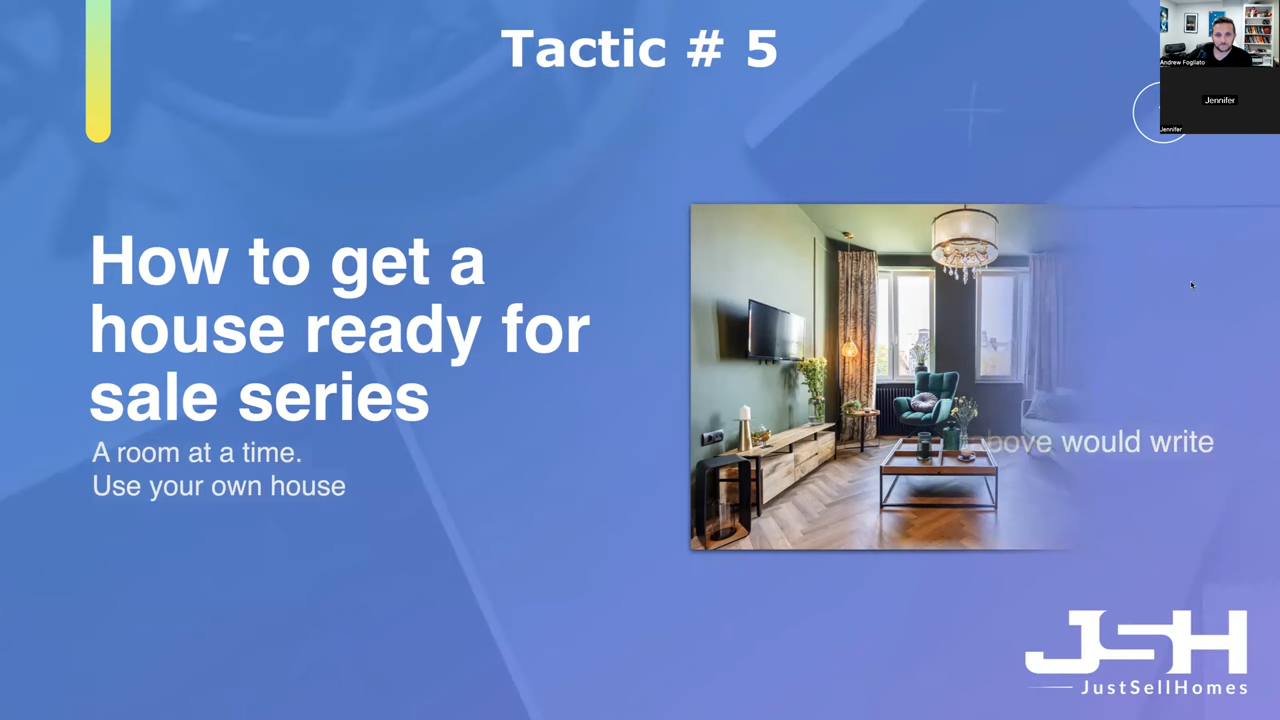 Tactic # 5
Andrew Fogliato
Jennifer
Jennifer
How to get a
house ready for
sale series
A room at a time.
Use your own house
bove would write
JSH
JustSellHomes